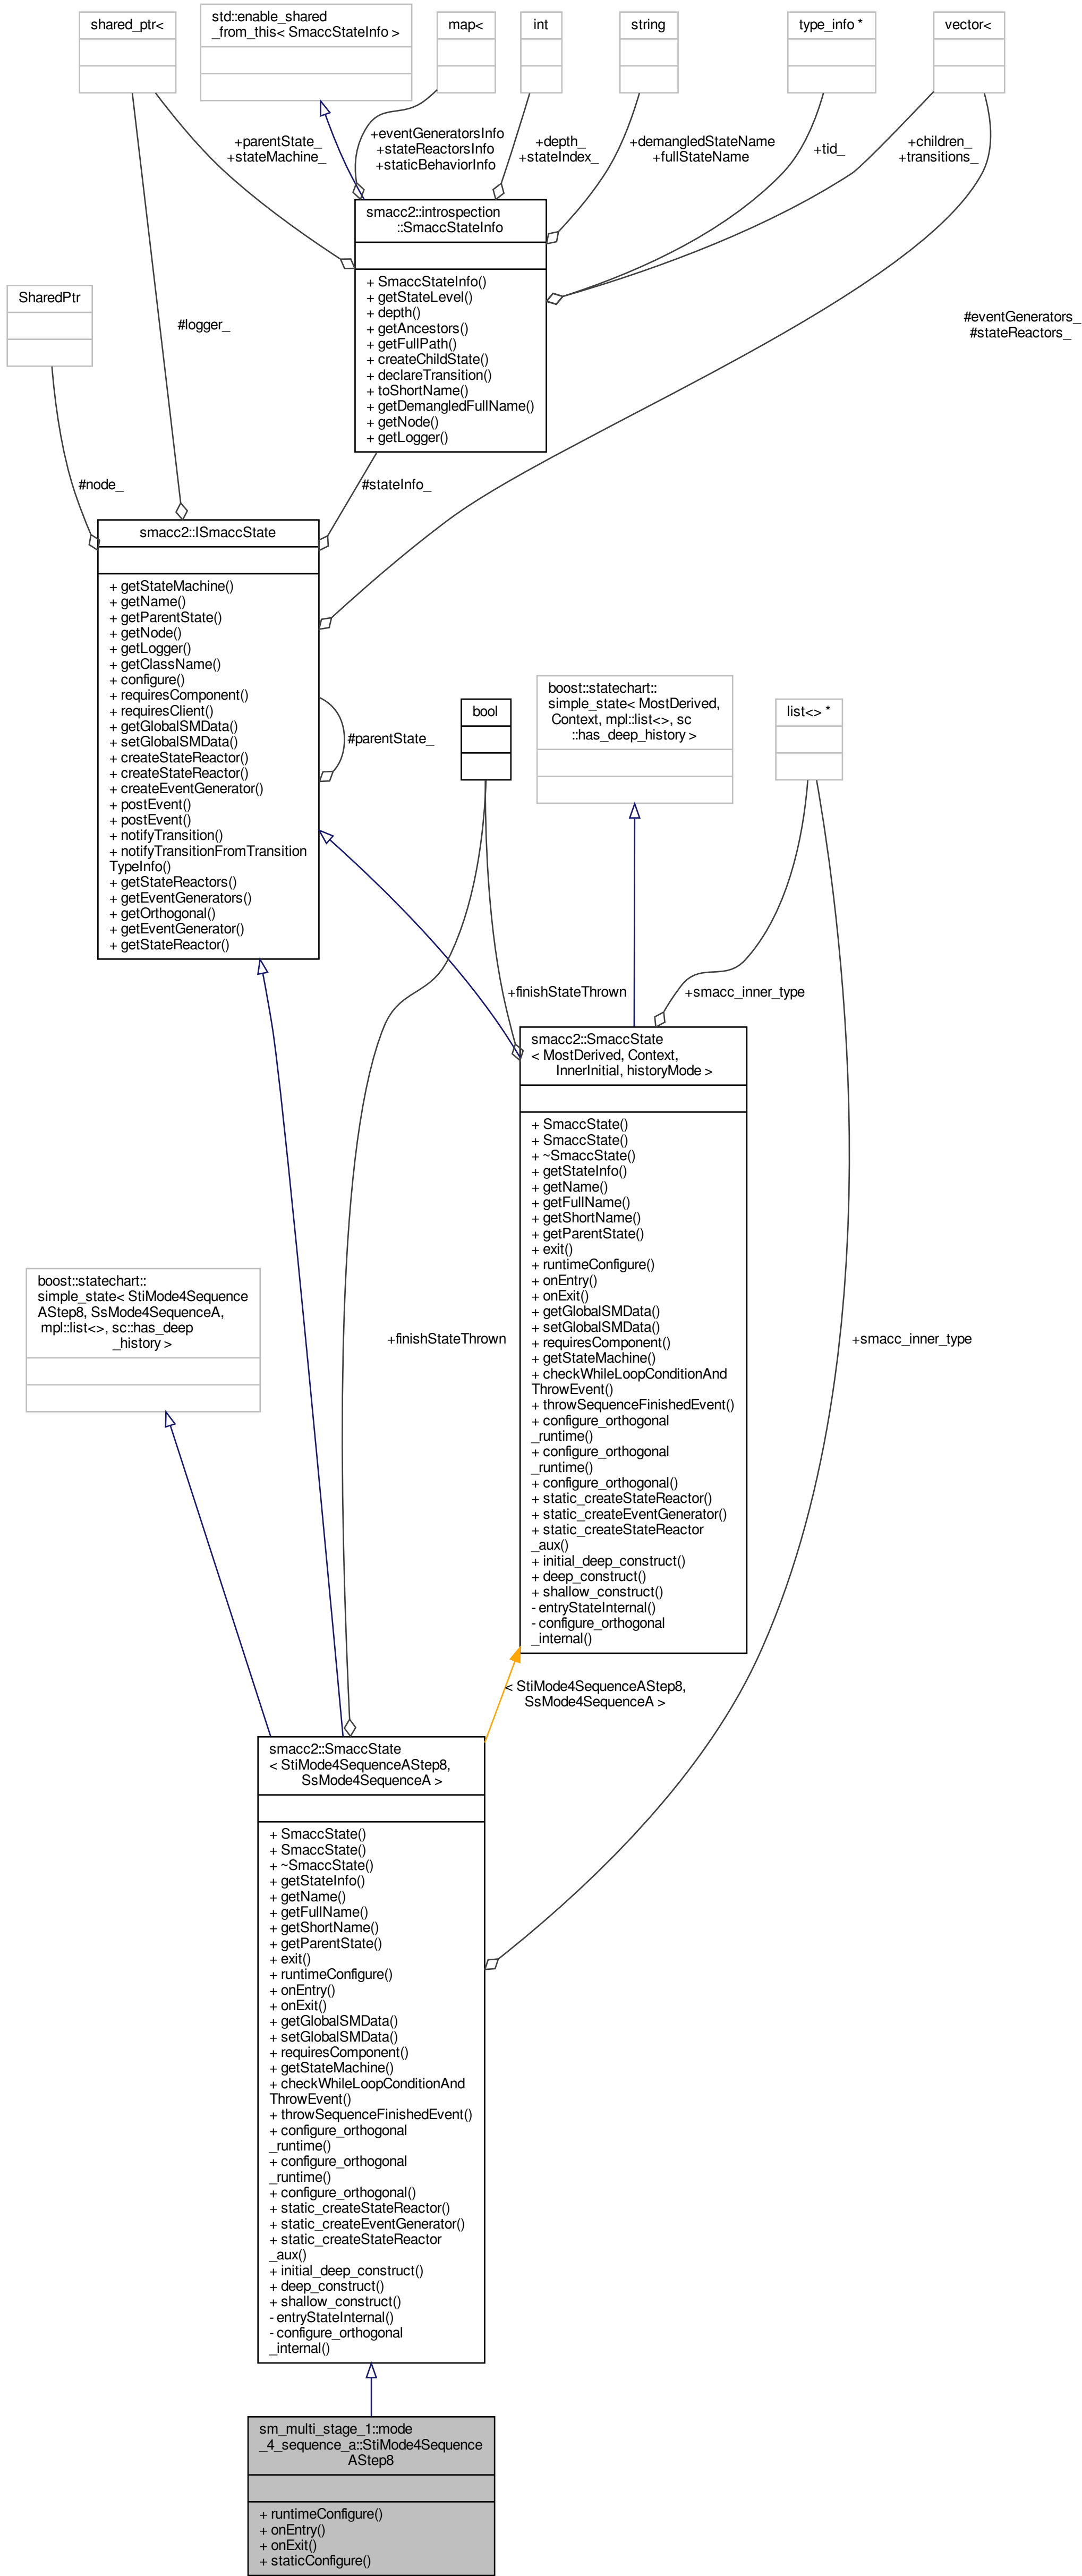 shared_ptr<
std::enable_shared
_from_this< SmaccStateInfo >
map<
int
string
type_info *
vector<
+parentState_
+stateMachine_
+eventGeneratorsInfo
+stateReactorsInfo
+staticBehaviorInfo
+depth_
+stateIndex_
+demangledStateName
+fullStateName
+tid_
+children_
+transitions_
smacc2::introspection
::SmaccStateInfo
+ SmaccStateInfo()
+ getStateLevel()
+ depth()
+ getAncestors()
+ getFullPath()
+ createChildState()
+ declareTransition()
+ toShortName()
+ getDemangledFullName()
+ getNode()
+ getLogger()
SharedPtr
#logger_
#eventGenerators_
#stateReactors_
#node_
#stateInfo_
smacc2::ISmaccState
+ getStateMachine()
+ getName()
+ getParentState()
+ getNode()
+ getLogger()
+ getClassName()
+ configure()
+ requiresComponent()
+ requiresClient()
+ getGlobalSMData()
+ setGlobalSMData()
+ createStateReactor()
+ createStateReactor()
+ createEventGenerator()
+ postEvent()
+ postEvent()
+ notifyTransition()
+ notifyTransitionFromTransition
TypeInfo()
+ getStateReactors()
+ getEventGenerators()
+ getOrthogonal()
+ getEventGenerator()
+ getStateReactor()
#parentState_
bool
boost::statechart::
simple_state< MostDerived,
Context, mpl::list<>, sc
::has_deep_history >
list<> *
+finishStateThrown
+smacc_inner_type
smacc2::SmaccState
< MostDerived, Context,
InnerInitial, historyMode >
+ SmaccState()
+ SmaccState()
+ ~SmaccState()
+ getStateInfo()
+ getName()
+ getFullName()
+ getShortName()
+ getParentState()
+ exit()
+ runtimeConfigure()
+ onEntry()
+ onExit()
+ getGlobalSMData()
+ setGlobalSMData()
+ requiresComponent()
+ getStateMachine()
+ checkWhileLoopConditionAnd
ThrowEvent()
+ throwSequenceFinishedEvent()
+ configure_orthogonal
_runtime()
+ configure_orthogonal
_runtime()
+ configure_orthogonal()
+ static_createStateReactor()
+ static_createEventGenerator()
+ static_createStateReactor
_aux()
+ initial_deep_construct()
+ deep_construct()
+ shallow_construct()
- entryStateInternal()
- configure_orthogonal
_internal()
boost::statechart::
simple_state< StiMode4Sequence
AStep8, SsMode4SequenceA,
mpl::list<>, sc::has_deep
_history >
+finishStateThrown
+smacc_inner_type
< StiMode4SequenceAStep8,
SsMode4SequenceA >
smacc2::SmaccState
< StiMode4SequenceAStep8,
SsMode4SequenceA >
+ SmaccState()
+ SmaccState()
+ ~SmaccState()
+ getStateInfo()
+ getName()
+ getFullName()
+ getShortName()
+ getParentState()
+ exit()
+ runtimeConfigure()
+ onEntry()
+ onExit()
+ getGlobalSMData()
+ setGlobalSMData()
+ requiresComponent()
+ getStateMachine()
+ checkWhileLoopConditionAnd
ThrowEvent()
+ throwSequenceFinishedEvent()
+ configure_orthogonal
_runtime()
+ configure_orthogonal
_runtime()
+ configure_orthogonal()
+ static_createStateReactor()
+ static_createEventGenerator()
+ static_createStateReactor
_aux()
+ initial_deep_construct()
+ deep_construct()
+ shallow_construct()
- entryStateInternal()
- configure_orthogonal
_internal()
sm_multi_stage_1::mode
_4_sequence_a::StiMode4Sequence
AStep8
+ runtimeConfigure()
+ onEntry()
+ onExit()
+ staticConfigure()